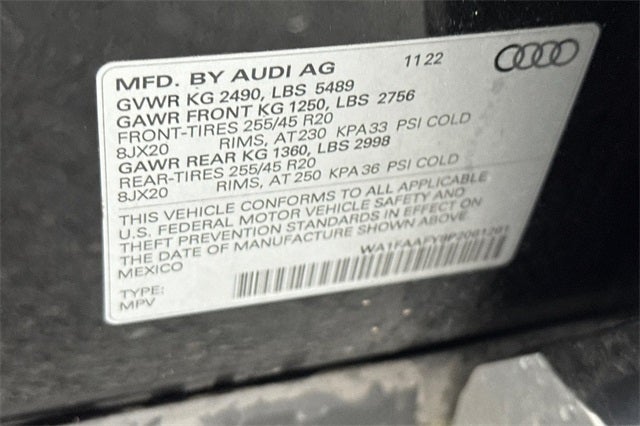 MFD. BY AUDI AG 11 22
GVWR KG 2490, LBS 5489
GAWR FRONT KG 1250, LBS 2756
FRONT-TIRES 255/45 R20
8JX20 RIMS, AT 230 KPA 33 PSI COLD
GAWR REAR KG 1360, LBS 2998
REAR-TIRES 255/45 R20
8JX20 RIMS, AT 250 KPA 36 PSI COLD
THIS VEHICLE CONFORMS TO ALL APPLICABLE
U.S. FEDERAL MOTOR VEHICLE SAFETY AND
THEFT PREVENTION STANDARDS IN EFFECT ON
THE DATE OF MANUFACTURE SHOWN ABOVE.
MEXICO
TYPE:
MPV